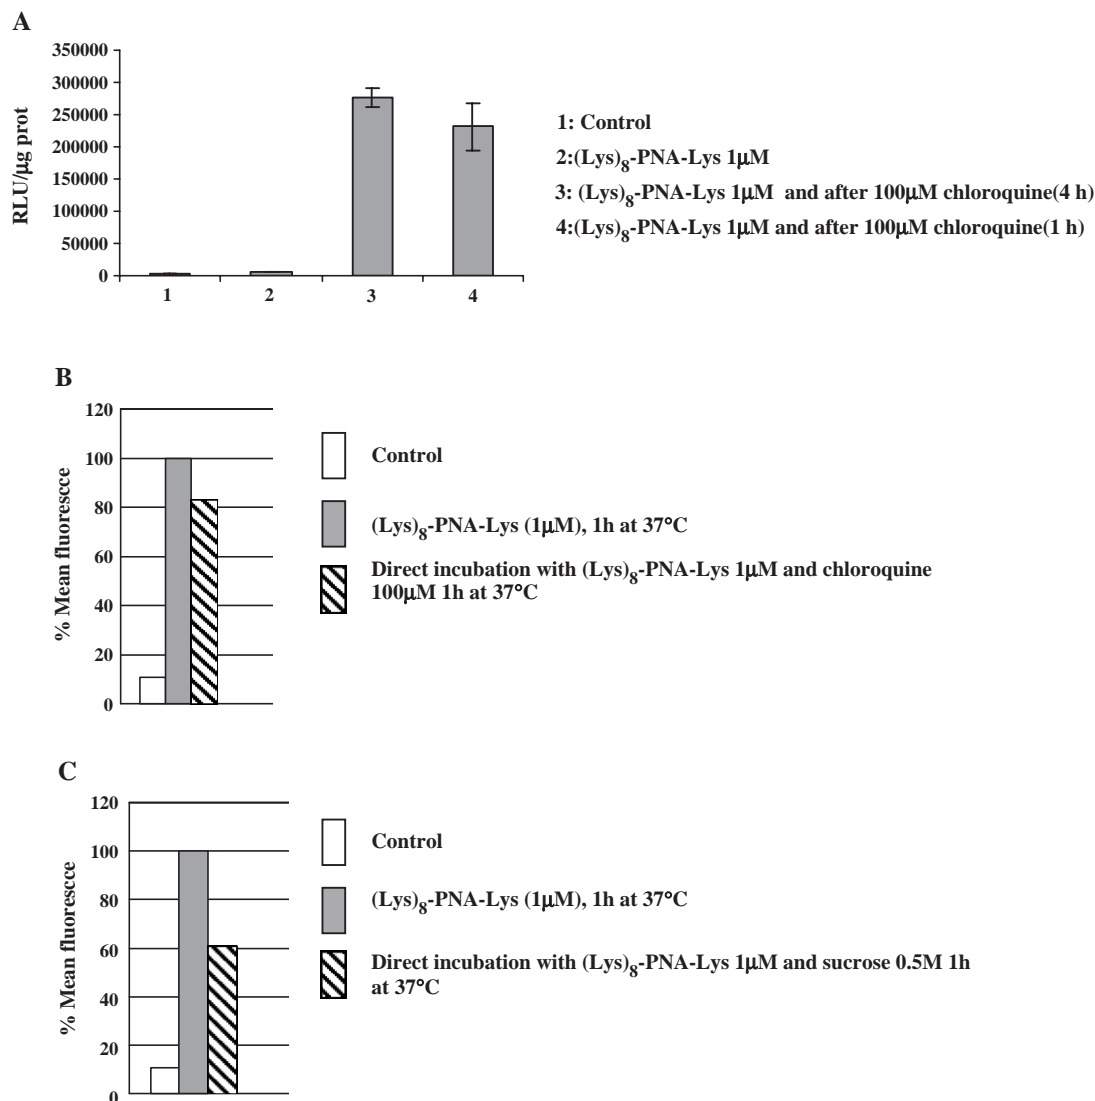 A
350000
300000
250000
200000
150000
100000
50000
0
RLU/μg prot
1 2 3 4
1: Control
2:(Lys)8-PNA-Lys 1μM
3: (Lys)8-PNA-Lys 1μM and after 100μM chloroquine(4 h)
4:(Lys)8-PNA-Lys 1μM and after 100μM chloroquine(1 h)
B
120
100
80
60
40
20
0
% Mean fluorescce
Control
(Lys)8-PNA-Lys (1μM), 1h at 37°C
Direct incubation with (Lys)8-PNA-Lys 1μM and chloroquine
100μM 1h at 37°C
C
120
100
80
60
40
20
0
% Mean fluorescce
Control
(Lys)8-PNA-Lys (1μM), 1h at 37°C
Direct incubation with (Lys)8-PNA-Lys 1μM and sucrose 0.5M 1h
at 37°C